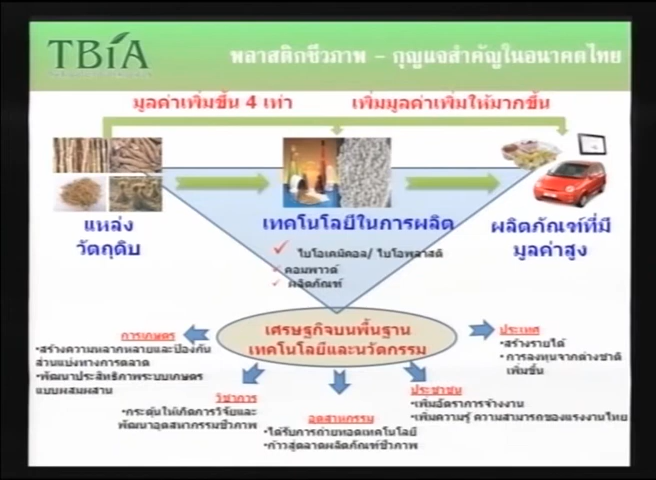 TBiA
พลาสติกชีวภาพ - กุญแจสำคัญในอนาคตไทย
มูลค่าเพิ่มขึ้น 4 เท่า
เพิ่มมูลค่าเพิ่มให้มากขึ้น
แหล่ง
วัตถุดิบ
เทคโนโลยีในการผลิต
ผลิตภัณฑ์ที่มี
มูลค่าสูง
✓ ไบโอเคมิคอล/ ไบโอพลาสติ
✓ คอมพาวด์
✓ ผลิตภัณฑ์
เศรษฐกิจบนพื้นฐาน
เทคโนโลยีและนวัตกรรม
การเกษตร
•สร้างความหลากหลายและป้องกัน
ส่วนแบ่งทางการตลาด
•พัฒนาประสิทธิภาพระบบเกษตร
แบบผสมผสาน
วิชาการ
•กระตุ้นให้เกิดการวิจัยและ
พัฒนาอุตสาหกรรมชีวภาพ
อุตสาหกรรม
•ได้รับการถ่ายทอดเทคโนโลยี
•ก้าวสู่ตลาดผลิตภัณฑ์ชีวภาพ
ประชาชน
•เพิ่มอัตราการจ้างงาน
•เพิ่มความรู้ ความสามารถของแรงงานไทย
ประเทศ
•สร้างรายได้
•การลงทุนจากต่างชาติ
เพิ่มขึ้น